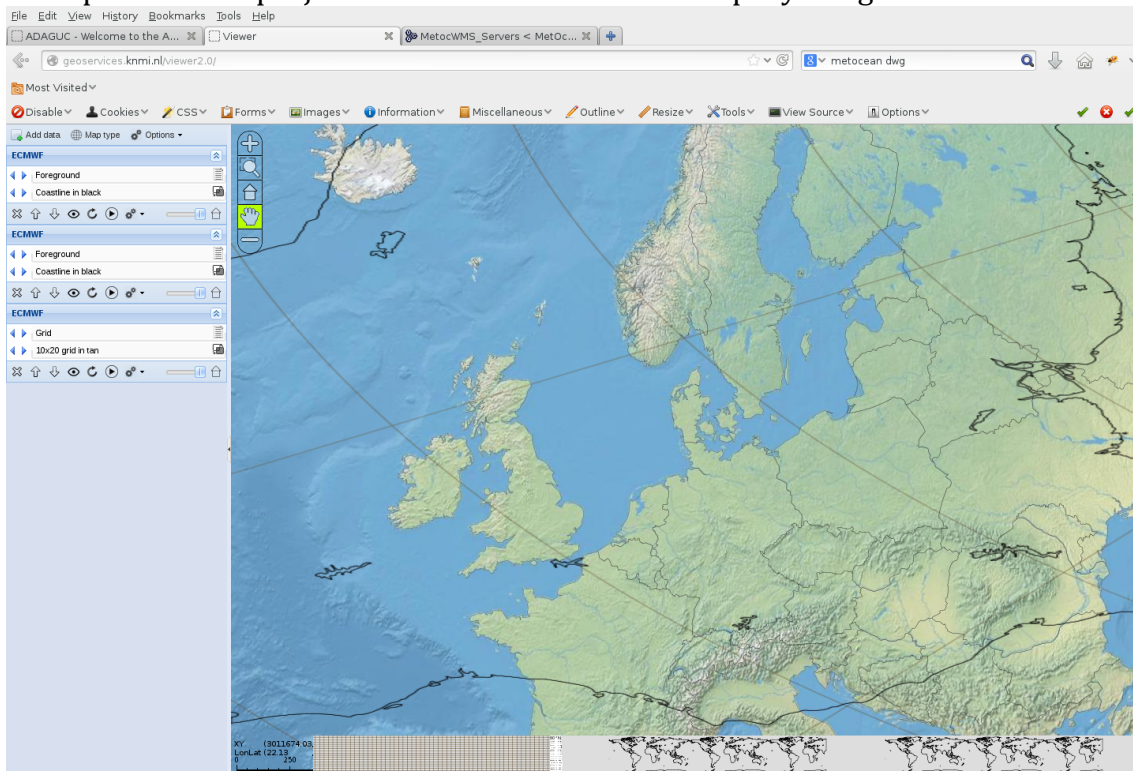 File Edit View History Bookmarks Tools Help
ADAGUC - Welcome to the A... Viewer MetocWMS_Servers < MetOc...
geoservices.knmi.nl/viewer2.0/ metocean dwg
Most Visited
Disable Cookies CSS Forms Images Information Miscellaneous Outline Resize Tools View Source Options
Add data Map type Options
ECMWF
Foreground
Coastline in black
ECMWF
Foreground
Coastline in black
ECMWF
Grid
10x20 grid in tan
XY (3011674.03,
LonLat (22.13
0 250